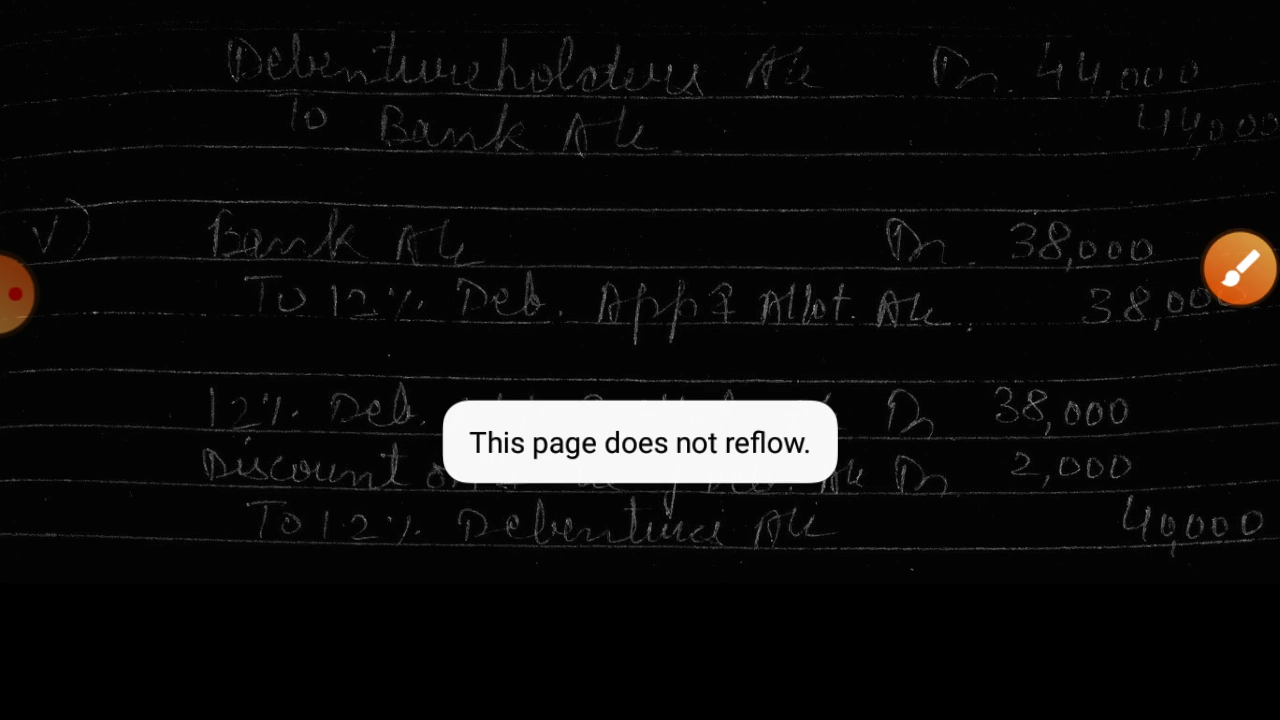 Debentureholders A/c Dr. 44,000
To Bank A/c 44,000
v) Bank A/c Dr. 38,000
To 12% Deb. App & Allot. A/c. 38,000
12%. Deb. Dr 38,000
Discount A/c Dr 2,000
To 12%. Debentures A/c 40,000
This page does not reflow.